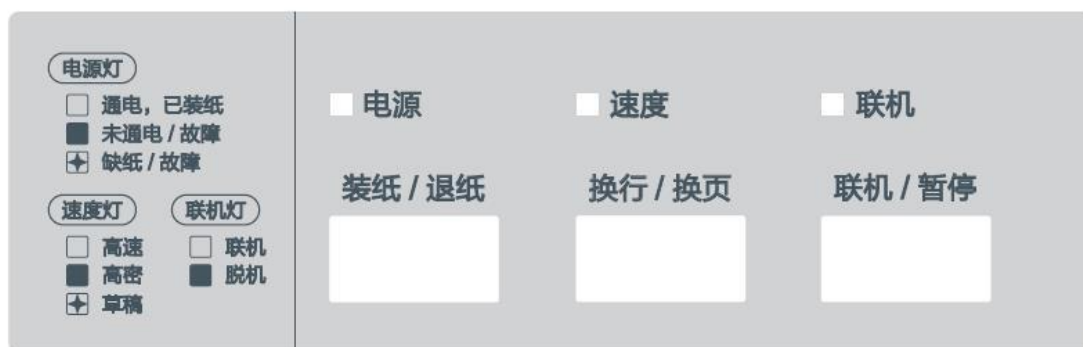 电源灯
通电，已装纸
未通电 / 故障
缺纸 / 故障
速度灯
高速
高密
草稿
联机灯
联机
脱机
电源
速度
联机
装纸 / 退纸
换行 / 换页
联机 / 暂停